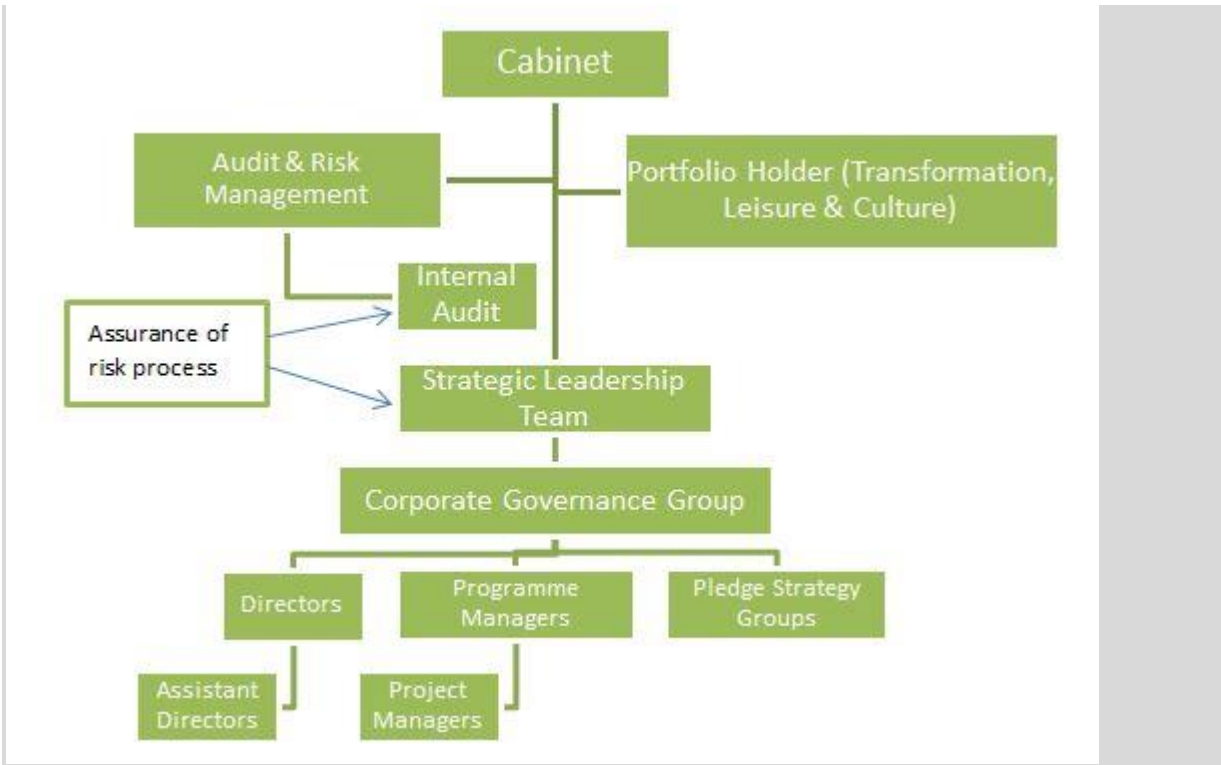 Cabinet
Audit & Risk
Management
Portfolio Holder (Transformation,
Leisure & Culture)
Internal
Audit
Assurance of
risk process
Strategic Leadership
Team
Corporate Governance Group
Directors
Programme
Managers
Pledge Strategy
Groups
Assistant
Directors
Project
Managers